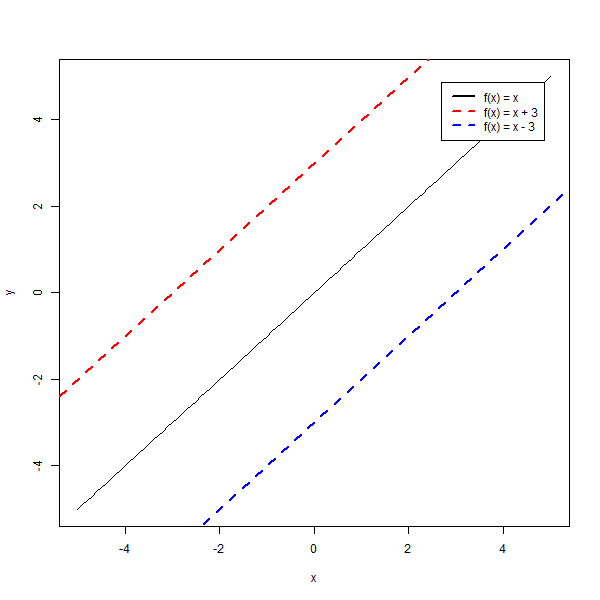 f(x) = x
f(x) = x + 3
f(x) = x - 3
4
2
0
-2
-4
y
-4
-2
0
2
4
x